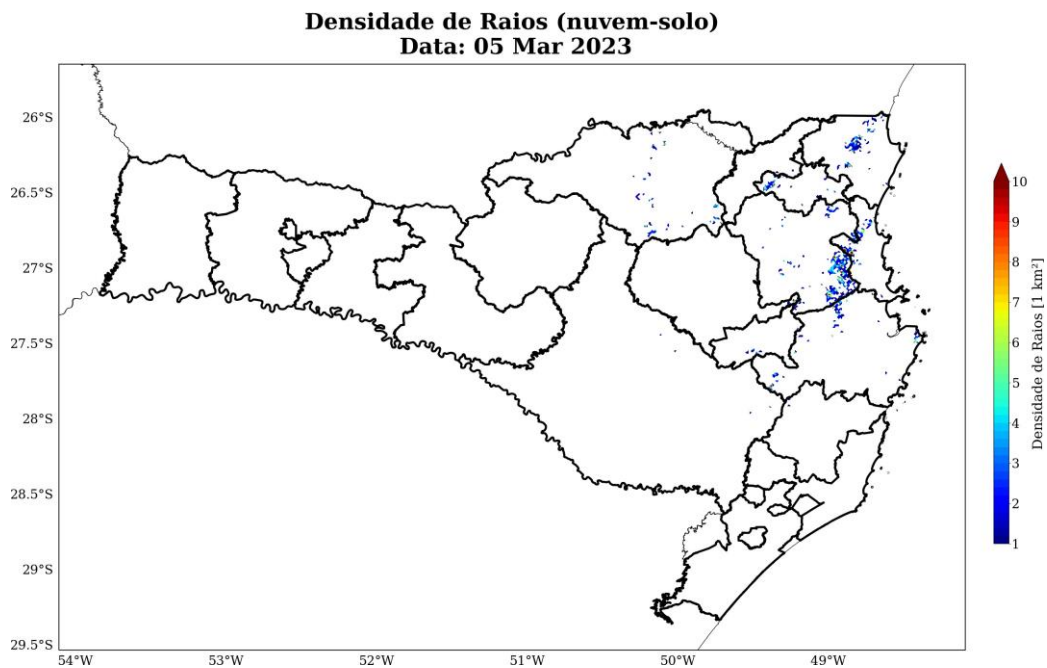 Densidade de Raios (nuvem-solo)
Data: 05 Mar 2023
26°S
26.5°S
27°S
27.5°S
28°S
28.5°S
29°S
29.5°S
54°W
53°W
52°W
51°W
50°W
49°W
10
9
8
7
6
5
4
3
2
1
Densidade de Raios [1 km²]